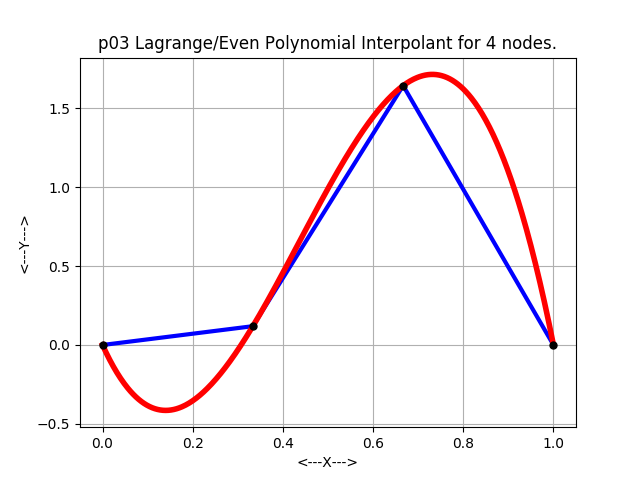 p03 Lagrange/Even Polynomial Interpolant for 4 nodes.
1.5
1.0
0.5
0.0
−0.5
<---Y--->
0.0 0.2 0.4 0.6 0.8 1.0
<---X--->